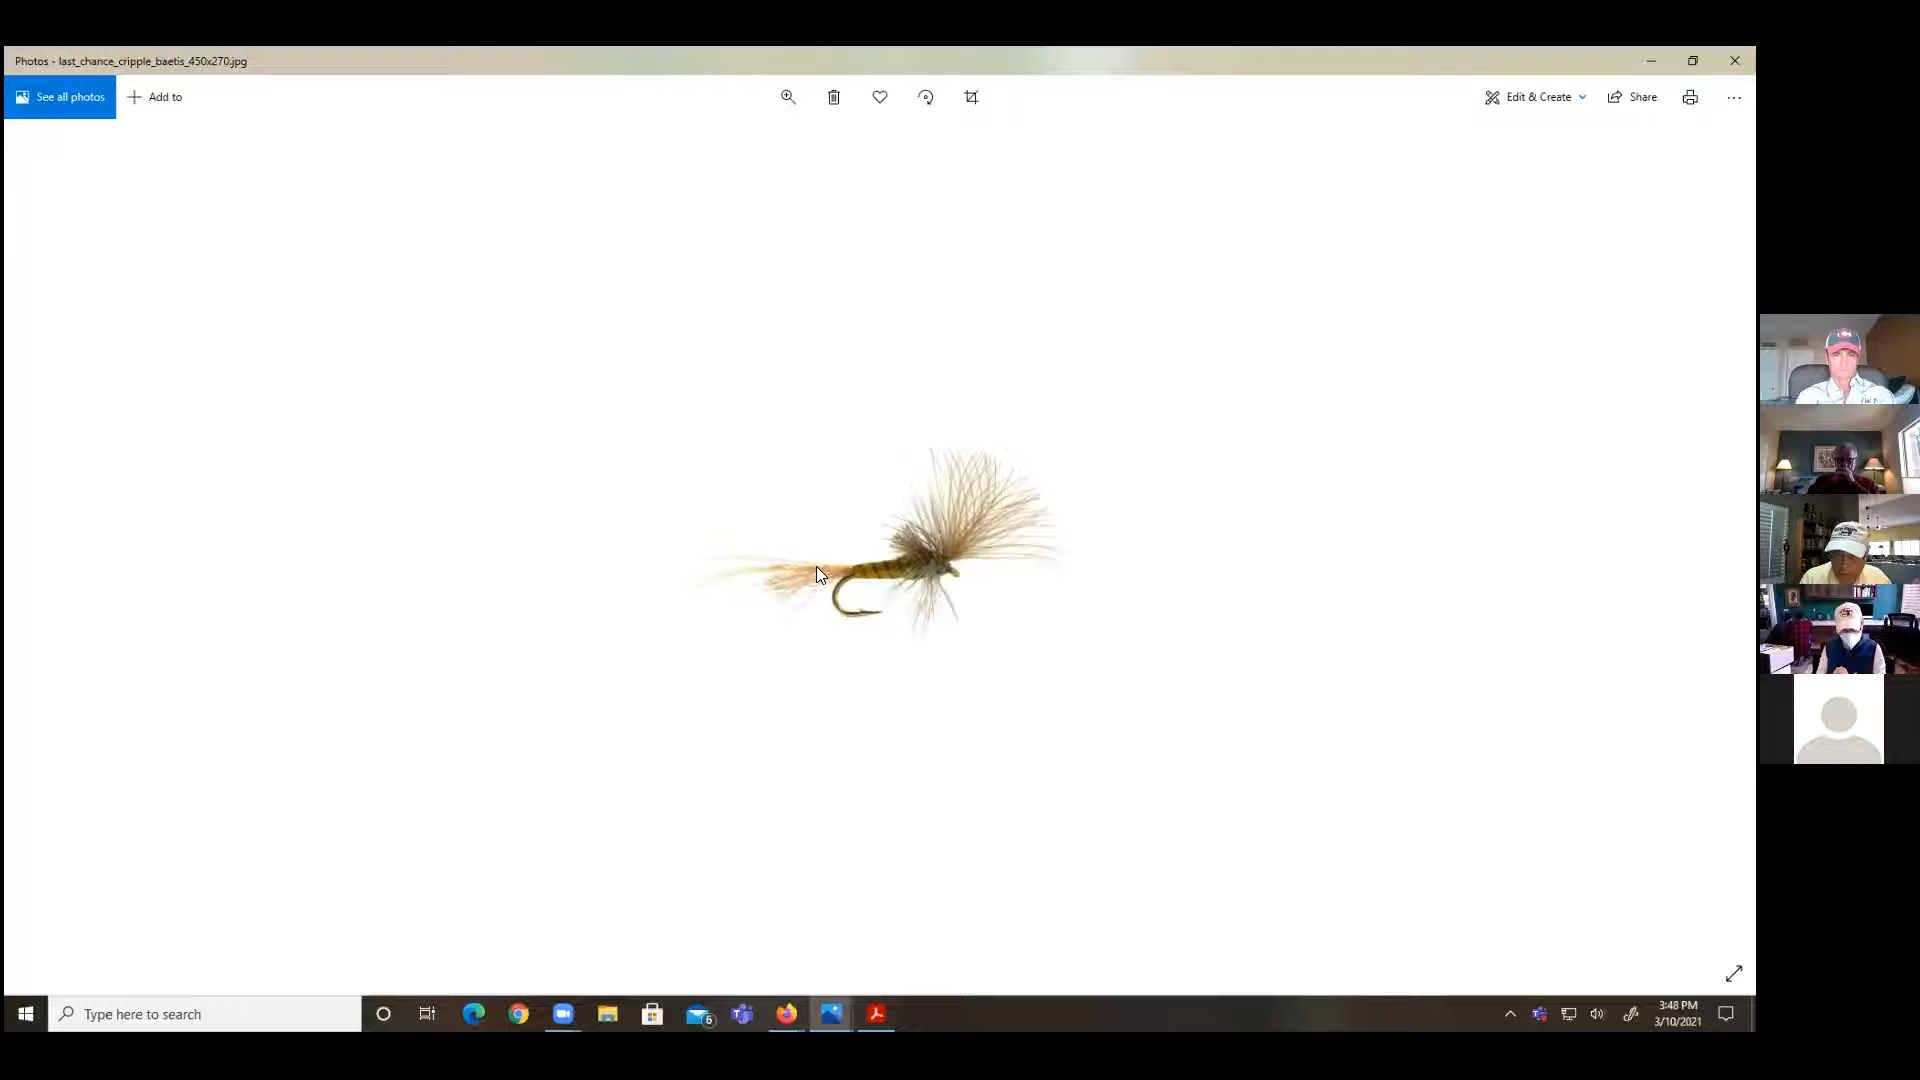 Photos - last_chance_cripple_baetis_450x270.jpg
See all photos
Add to
Edit & Create
Share
Type here to search
6
3:48 PM
3/10/2021